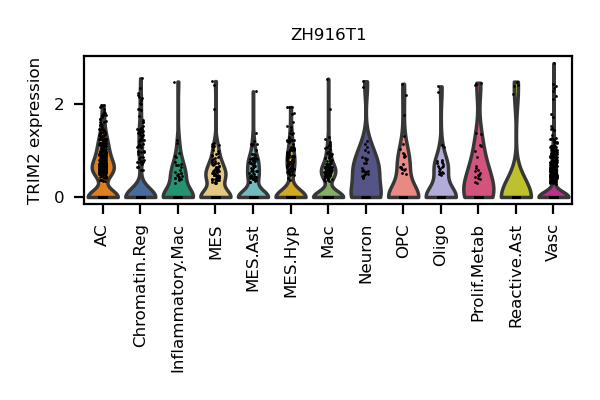 ZH916T1
TRIM2 expression
2
0
AC
Chromatin.Reg
Inflammatory.Mac
MES
MES.Ast
MES.Hyp
Mac
Neuron
OPC
Oligo
Prolif.Metab
Reactive.Ast
Vasc